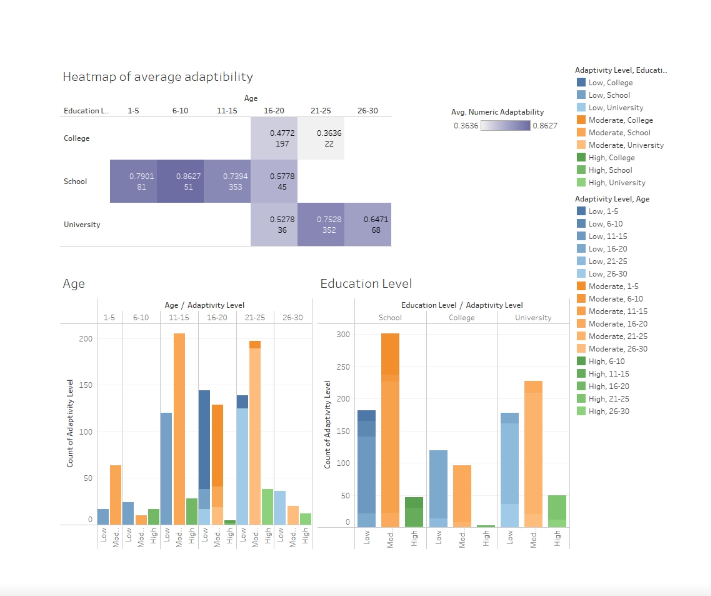 Heatmap of average adaptibility
Age
Education L.. 1-5 6-10 11-15 16-20 21-25 26-30
College 0.4772 0.3636
197 22
School 0.7901 0.8627 0.7394 0.5778
81 51 353 45
University 0.5278 0.7528 0.6471
36 352 68
Avg. Numeric Adaptability
0.3636 0.8627
Adaptivity Level, Educati..
Low, College
Low, School
Low, University
Moderate, College
Moderate, School
Moderate, University
High, College
High, School
High, University
Adaptivity Level, Age
Low, 1-5
Low, 6-10
Low, 11-15
Low, 16-20
Low, 21-25
Low, 26-30
Moderate, 1-5
Moderate, 6-10
Moderate, 11-15
Moderate, 16-20
Moderate, 21-25
Moderate, 26-30
High, 6-10
High, 11-15
High, 16-20
High, 21-25
High, 26-30
Age
Age / Adaptivity Level
1-5 6-10 11-15 16-20 21-25 26-30
Count of Adaptivity Level
200
150
100
50
0
Low Mod.. High Low Mod.. High Low Mod.. High Low Mod.. High Low Mod.. High
Education Level
Education Level / Adaptivity Level
School College University
Count of Adaptivity Level
300
250
200
150
100
50
0
Low Mod.. High Low Mod.. High Low Mod.. High